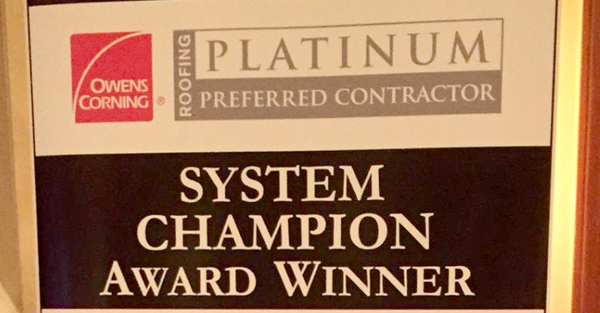 OWENS
CORNING®
ROOFING
PLATINUM
PREFERRED CONTRACTOR
SYSTEM
CHAMPION
AWARD WINNER